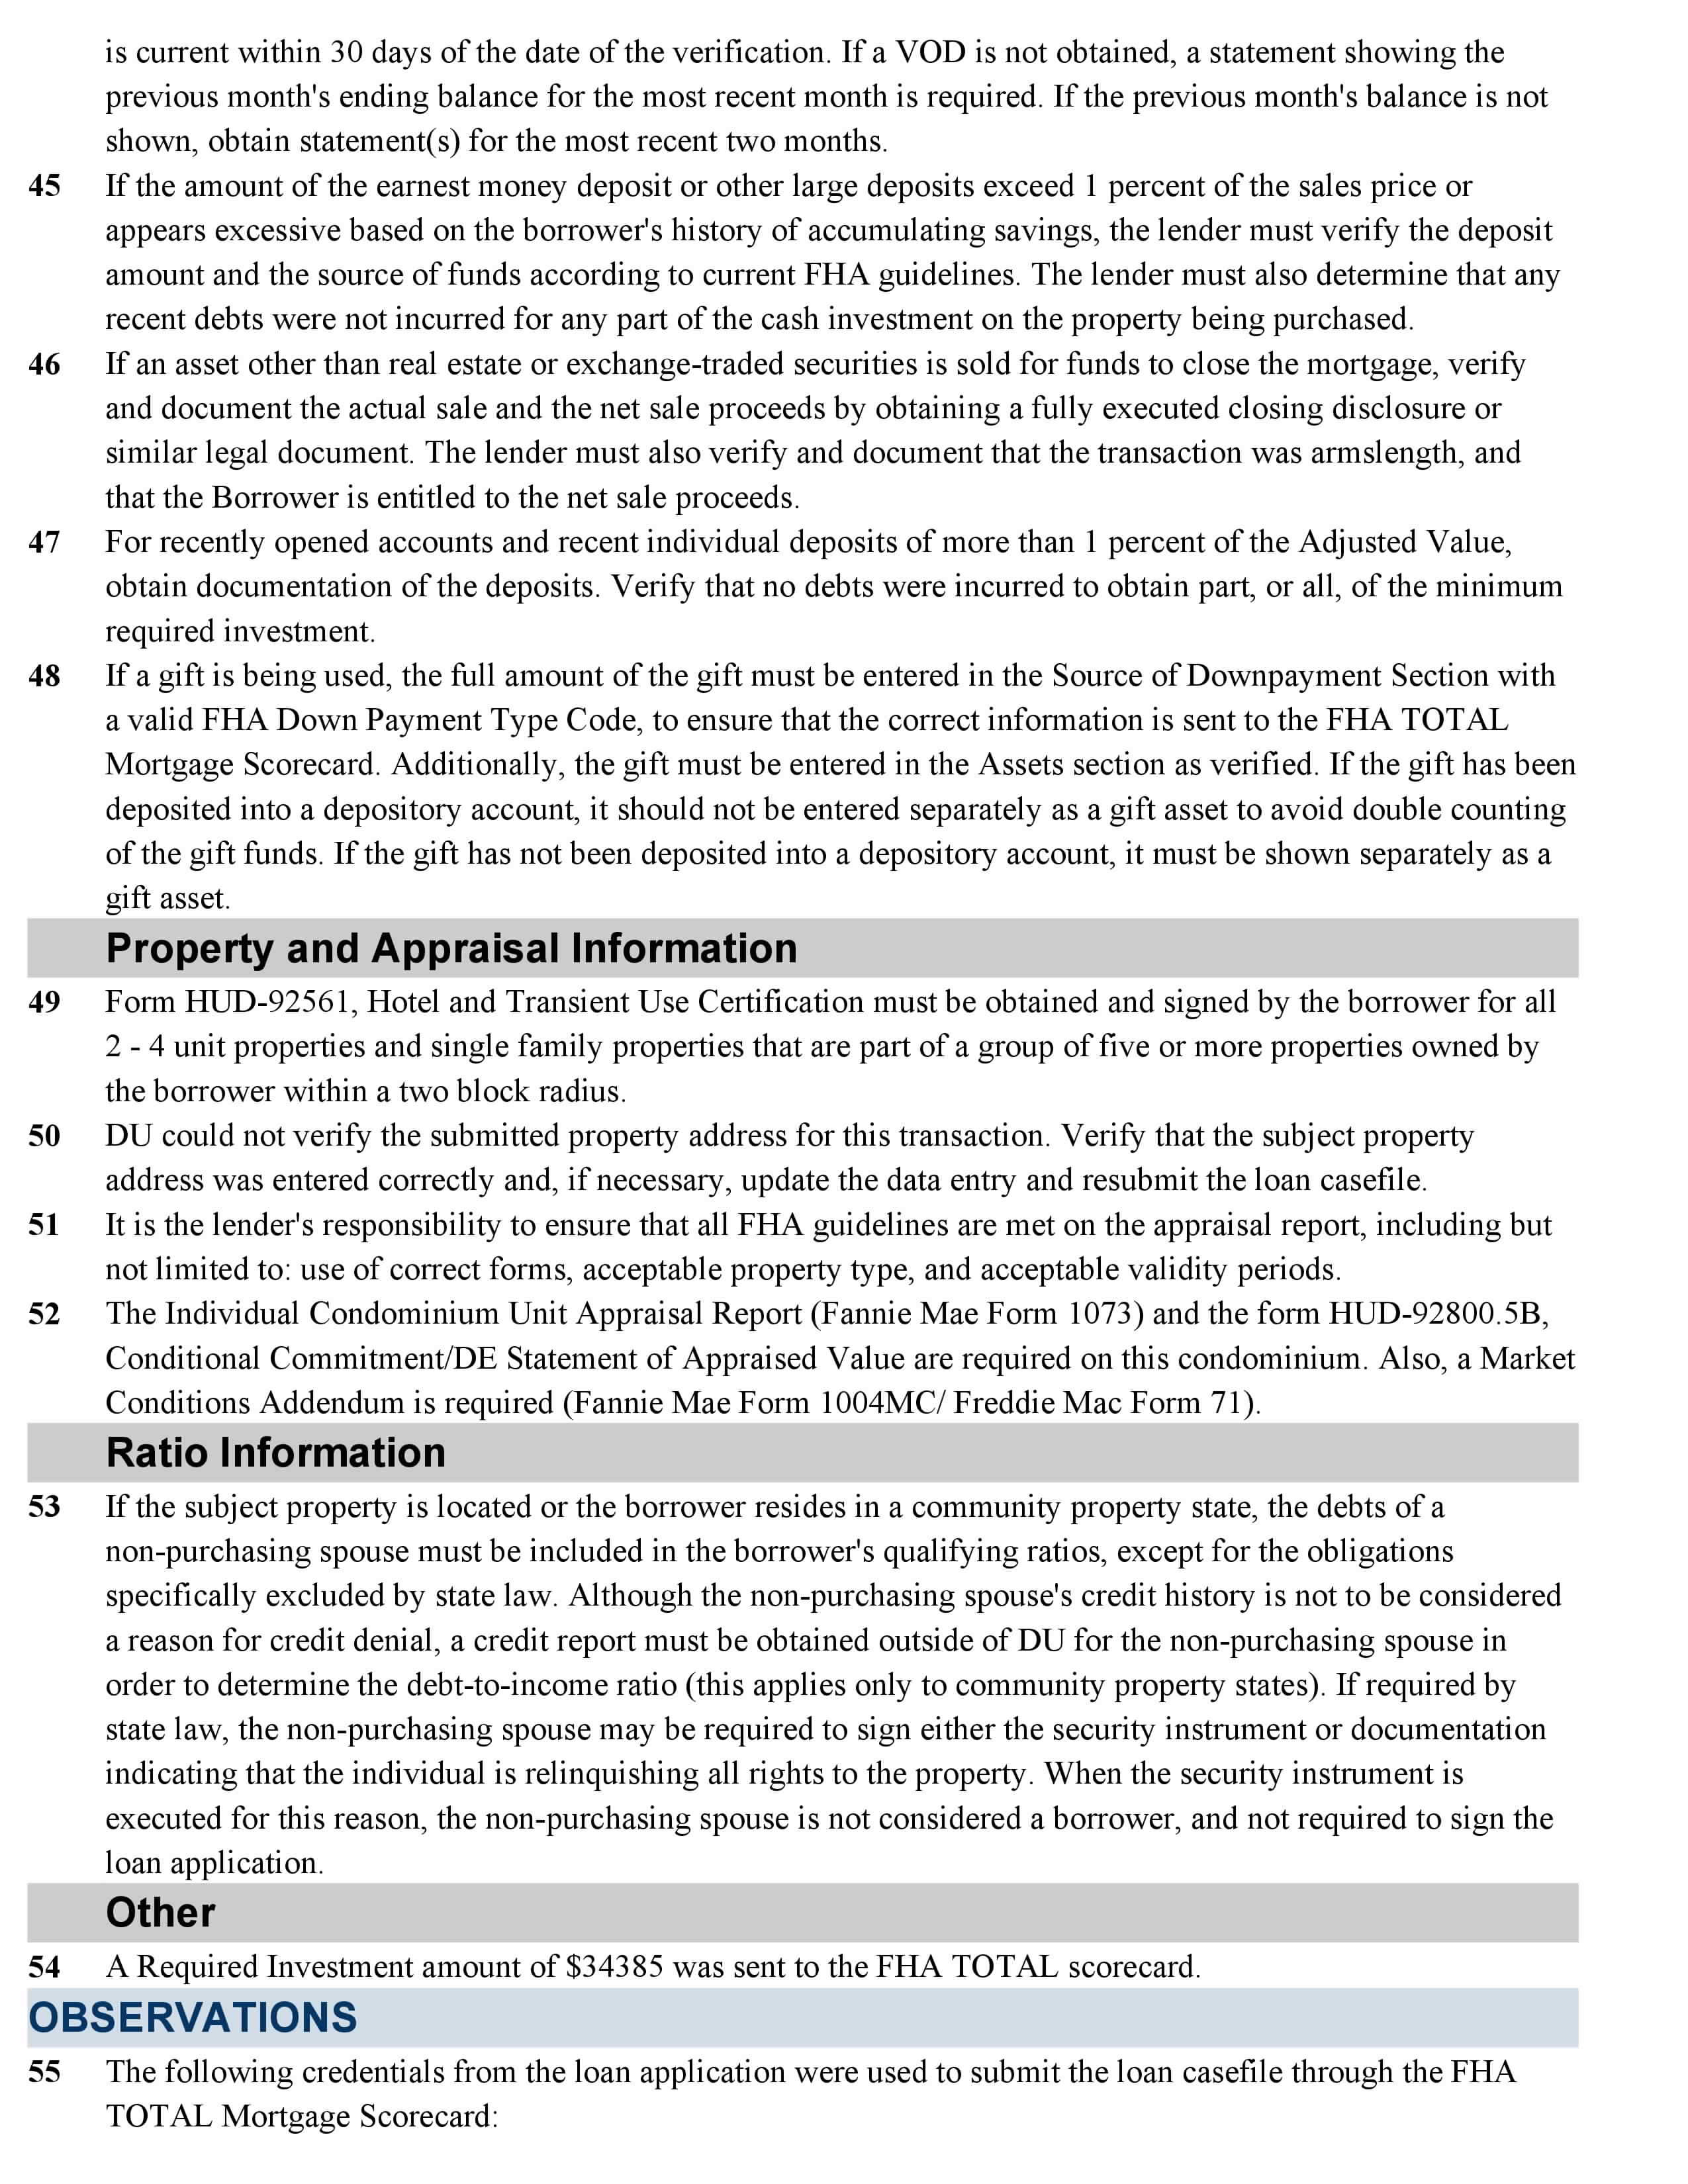 is current within 30 days of the date of the verification. If a VOD is not obtained, a statement showing the
previous month's ending balance for the most recent month is required. If the previous month's balance is not
shown, obtain statement(s) for the most recent two months.
45 If the amount of the earnest money deposit or other large deposits exceed 1 percent of the sales price or
appears excessive based on the borrower's history of accumulating savings, the lender must verify the deposit
amount and the source of funds according to current FHA guidelines. The lender must also determine that any
recent debts were not incurred for any part of the cash investment on the property being purchased.
46 If an asset other than real estate or exchange-traded securities is sold for funds to close the mortgage, verify
and document the actual sale and the net sale proceeds by obtaining a fully executed closing disclosure or
similar legal document. The lender must also verify and document that the transaction was armslength, and
that the Borrower is entitled to the net sale proceeds.
47 For recently opened accounts and recent individual deposits of more than 1 percent of the Adjusted Value,
obtain documentation of the deposits. Verify that no debts were incurred to obtain part, or all, of the minimum
required investment.
48 If a gift is being used, the full amount of the gift must be entered in the Source of Downpayment Section with
a valid FHA Down Payment Type Code, to ensure that the correct information is sent to the FHA TOTAL
Mortgage Scorecard. Additionally, the gift must be entered in the Assets section as verified. If the gift has been
deposited into a depository account, it should not be entered separately as a gift asset to avoid double counting
of the gift funds. If the gift has not been deposited into a depository account, it must be shown separately as a
gift asset.
Property and Appraisal Information
49 Form HUD-92561, Hotel and Transient Use Certification must be obtained and signed by the borrower for all
2 - 4 unit properties and single family properties that are part of a group of five or more properties owned by
the borrower within a two block radius.
50 DU could not verify the submitted property address for this transaction. Verify that the subject property
address was entered correctly and, if necessary, update the data entry and resubmit the loan casefile.
51 It is the lender's responsibility to ensure that all FHA guidelines are met on the appraisal report, including but
not limited to: use of correct forms, acceptable property type, and acceptable validity periods.
52 The Individual Condominium Unit Appraisal Report (Fannie Mae Form 1073) and the form HUD-92800.5B,
Conditional Commitment/DE Statement of Appraised Value are required on this condominium. Also, a Market
Conditions Addendum is required (Fannie Mae Form 1004MC/ Freddie Mac Form 71).
Ratio Information
53 If the subject property is located or the borrower resides in a community property state, the debts of a
non-purchasing spouse must be included in the borrower's qualifying ratios, except for the obligations
specifically excluded by state law. Although the non-purchasing spouse's credit history is not to be considered
a reason for credit denial, a credit report must be obtained outside of DU for the non-purchasing spouse in
order to determine the debt-to-income ratio (this applies only to community property states). If required by
state law, the non-purchasing spouse may be required to sign either the security instrument or documentation
indicating that the individual is relinquishing all rights to the property. When the security instrument is
executed for this reason, the non-purchasing spouse is not considered a borrower, and not required to sign the
loan application.
Other
54 A Required Investment amount of $34385 was sent to the FHA TOTAL scorecard.
OBSERVATIONS
55 The following credentials from the loan application were used to submit the loan casefile through the FHA
TOTAL Mortgage Scorecard: